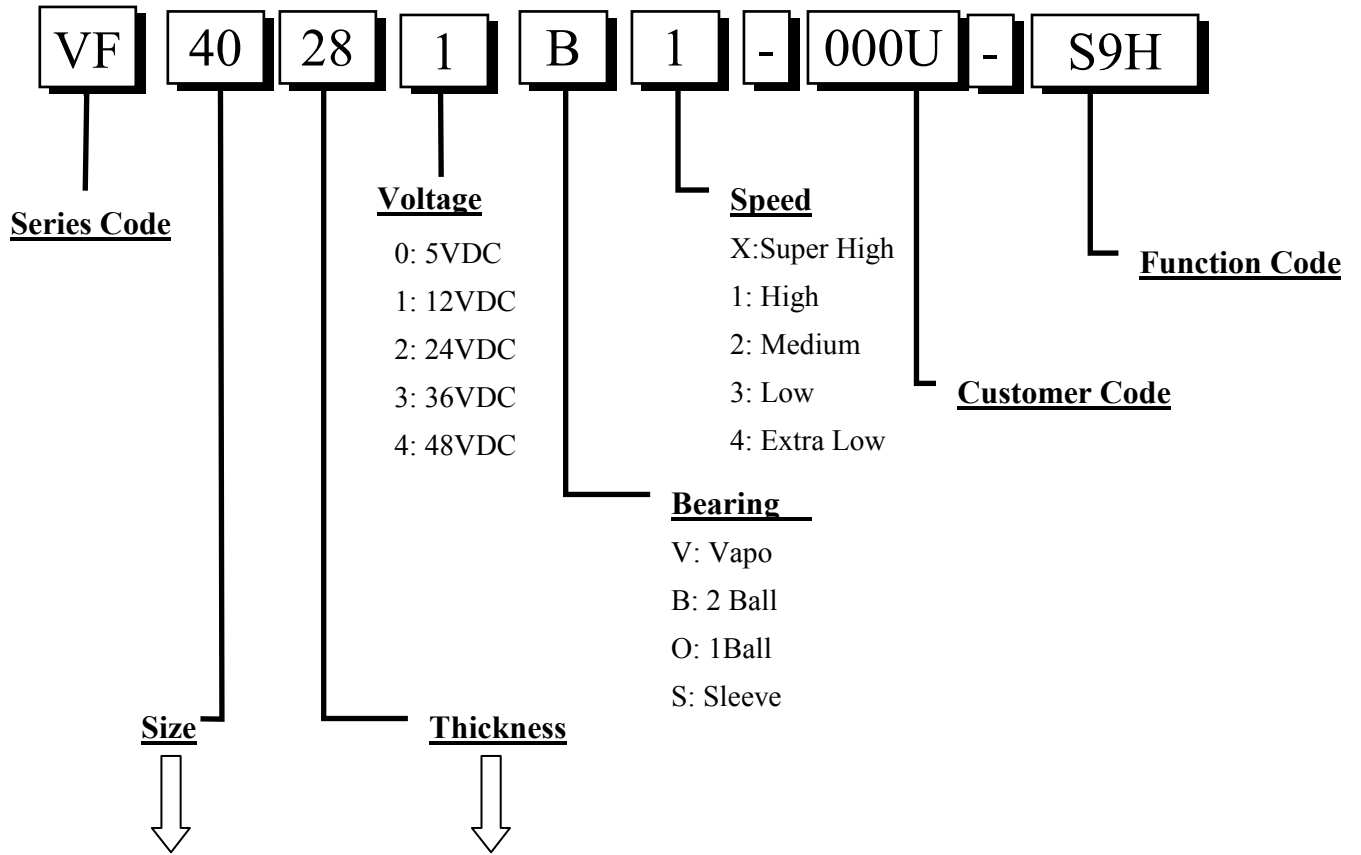 VF 40 28 1 B 1 - 000U - S9H
Series Code
Voltage
0: 5VDC
1: 12VDC
2: 24VDC
3: 36VDC
4: 48VDC
Speed
X:Super High
1: High
2: Medium
3: Low
4: Extra Low
Function Code
Customer Code
Bearing
V: Vapo
B: 2 Ball
O: 1Ball
S: Sleeve
Size
Thickness